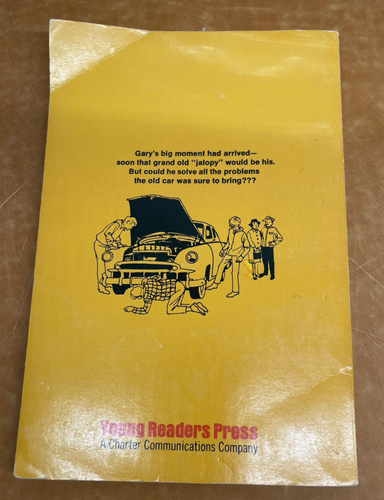 Gary's big moment had arrived—
soon that grand old "jalopy" would be his.
But could he solve all the problems
the old car was sure to bring???
Young Readers Press
A Charter Communications Company